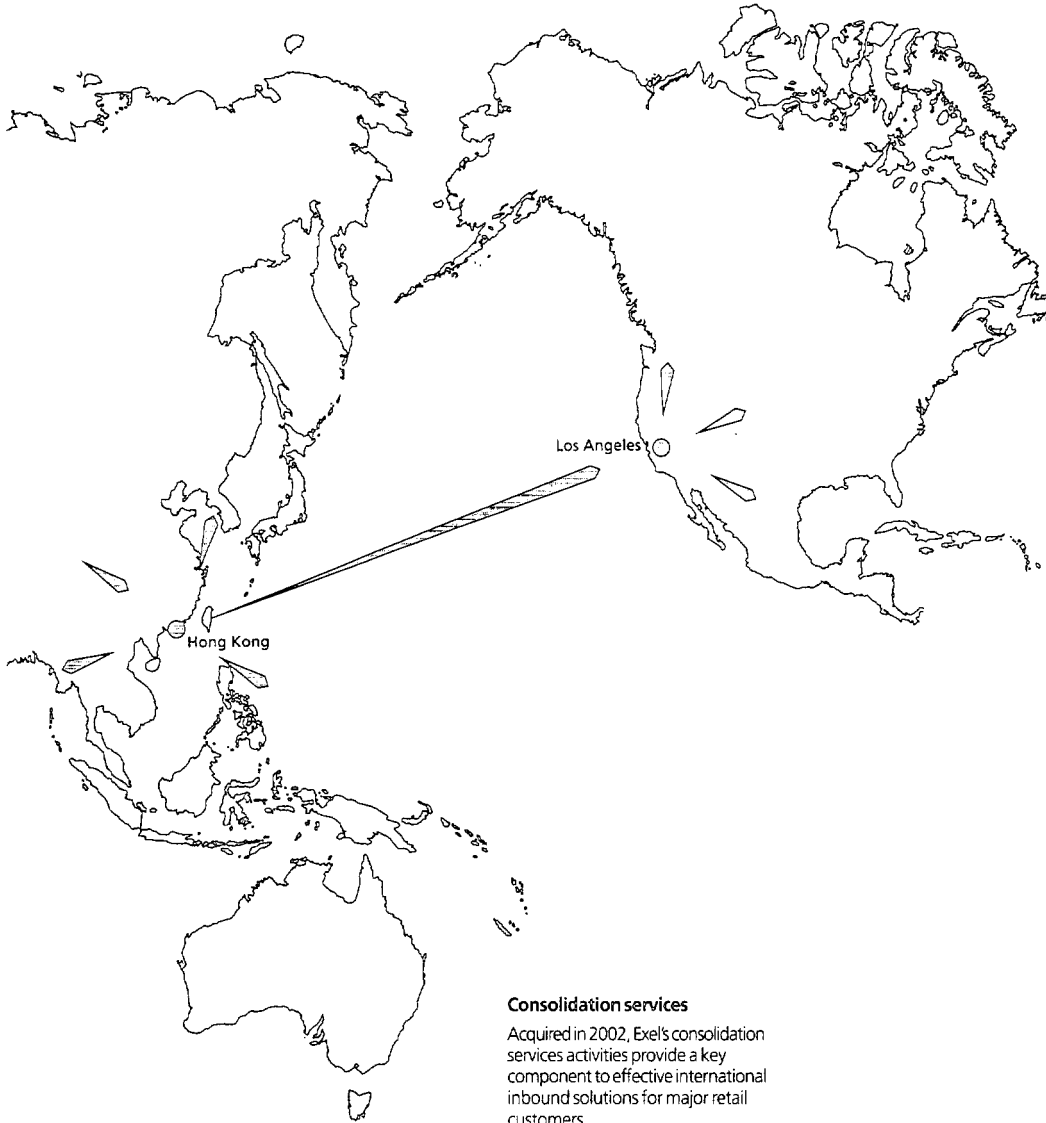 Los Angeles
Hong Kong
Consolidation services
Acquired in 2002, Exel's consolidation
services activities provide a key
component to effective international
inbound solutions for major retail
customers